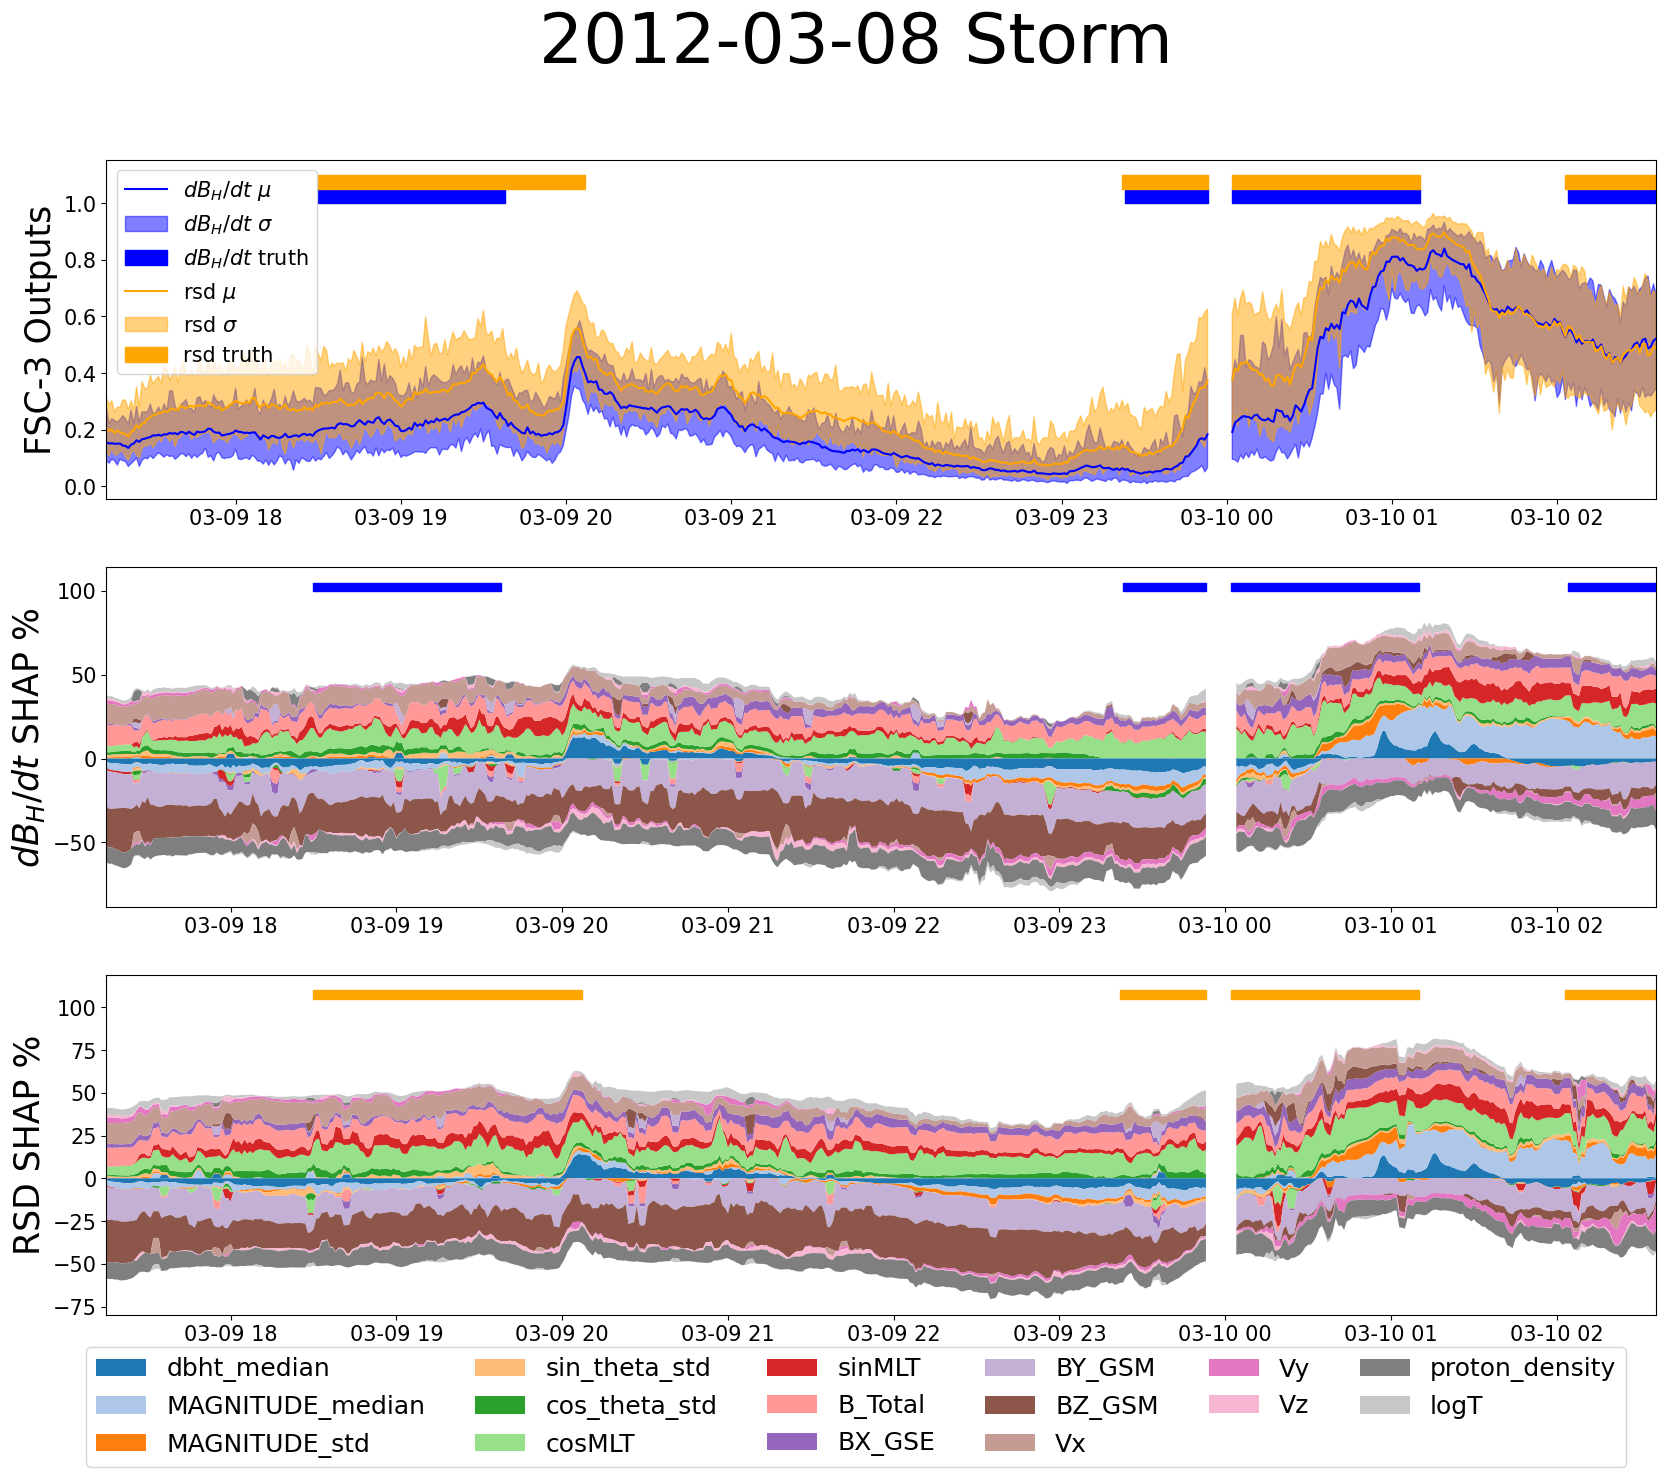 2012-03-08 Storm
FSC-3 Outputs
1.0
0.8
0.6
0.4
0.2
0.0
dB_H/dt μ
dB_H/dt σ
dB_H/dt truth
rsd μ
rsd σ
rsd truth
03-09 18 03-09 19 03-09 20 03-09 21 03-09 22 03-09 23 03-10 00 03-10 01 03-10 02
dB_H/dt SHAP %
100
50
0
−50
03-09 18 03-09 19 03-09 20 03-09 21 03-09 22 03-09 23 03-10 00 03-10 01 03-10 02
RSD SHAP %
100
75
50
25
0
−25
−50
−75
03-09 18 03-09 19 03-09 20 03-09 21 03-09 22 03-09 23 03-10 00 03-10 01 03-10 02
dbht_median sin_theta_std sinMLT BY_GSM Vy proton_density
MAGNITUDE_median cos_theta_std B_Total BZ_GSM Vz logT
MAGNITUDE_std cosMLT BX_GSE Vx